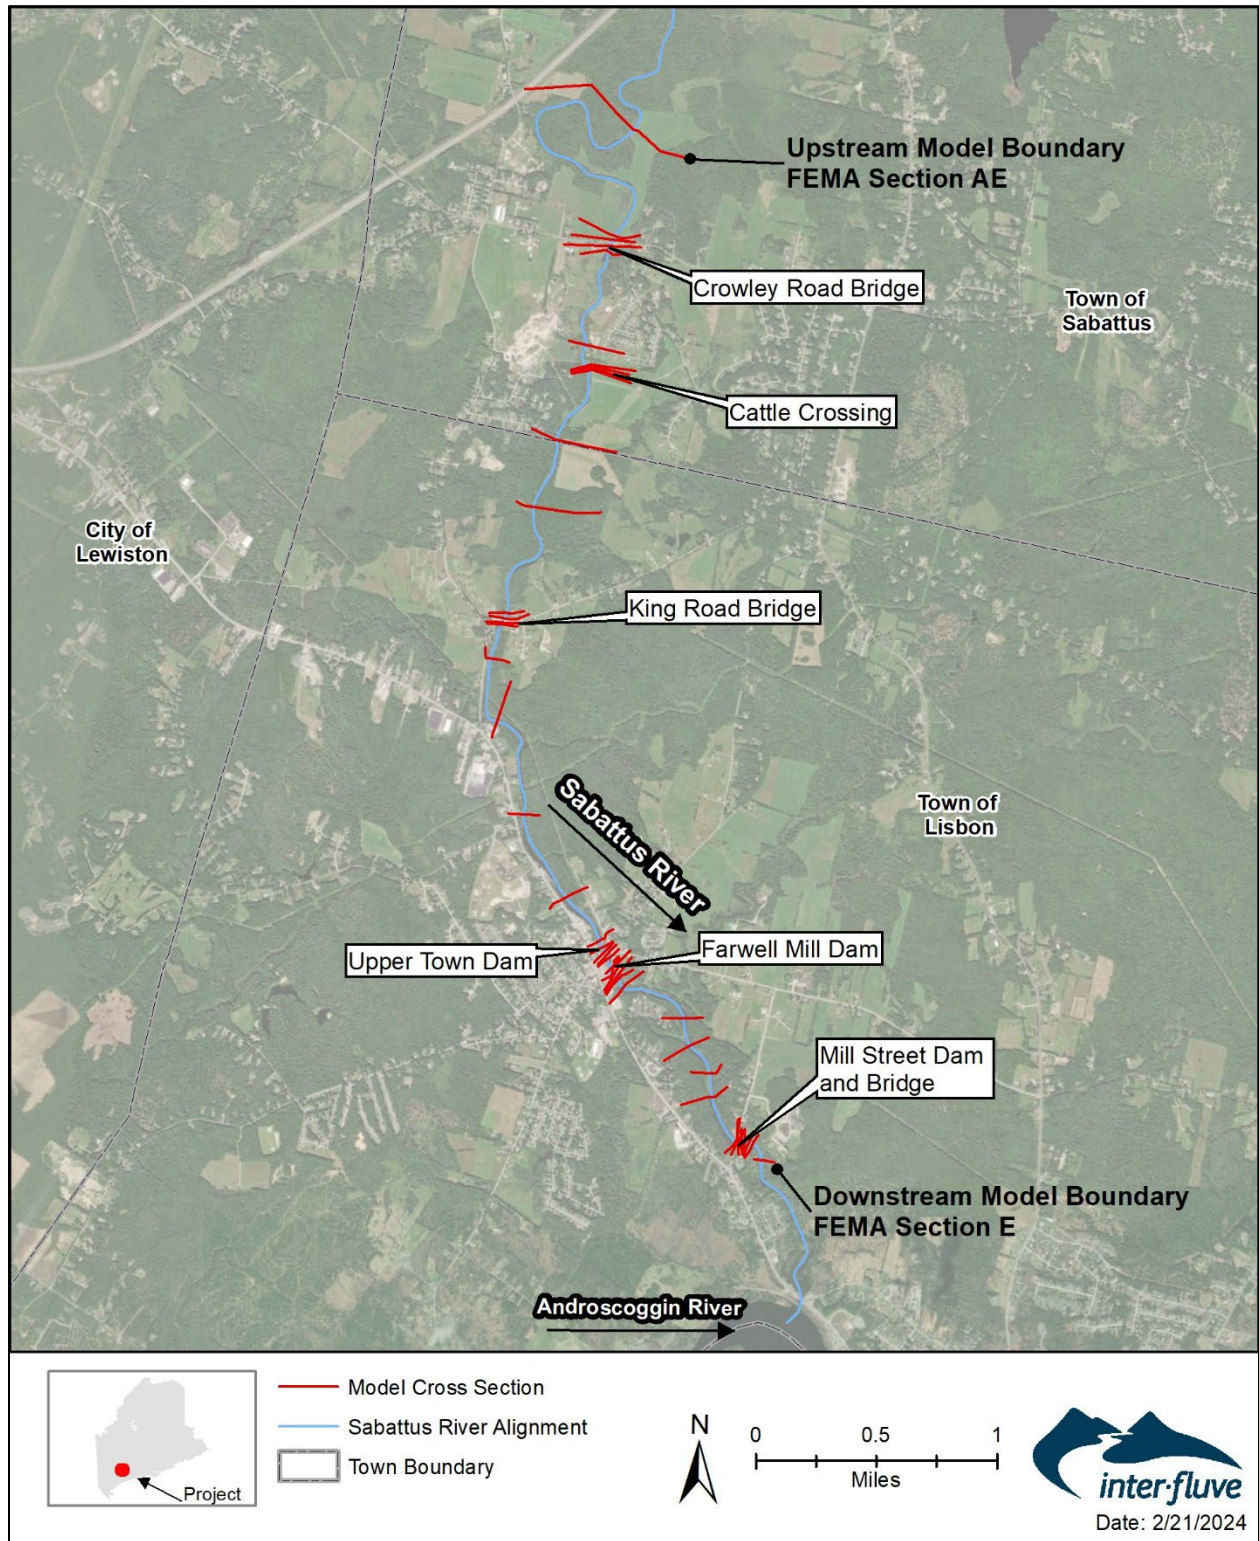 Upstream Model Boundary
FEMA Section AE
Crowley Road Bridge
Town of
Sabattus
Cattle Crossing
City of
Lewiston
King Road Bridge
Sabattus River
Town of
Lisbon
Upper Town Dam
Farwell Mill Dam
Mill Street Dam
and Bridge
Downstream Model Boundary
FEMA Section E
Androscoggin River
Project
Model Cross Section
Sabattus River Alignment
Town Boundary
N
0 0.5 1
Miles
inter·fluve
Date: 2/21/2024